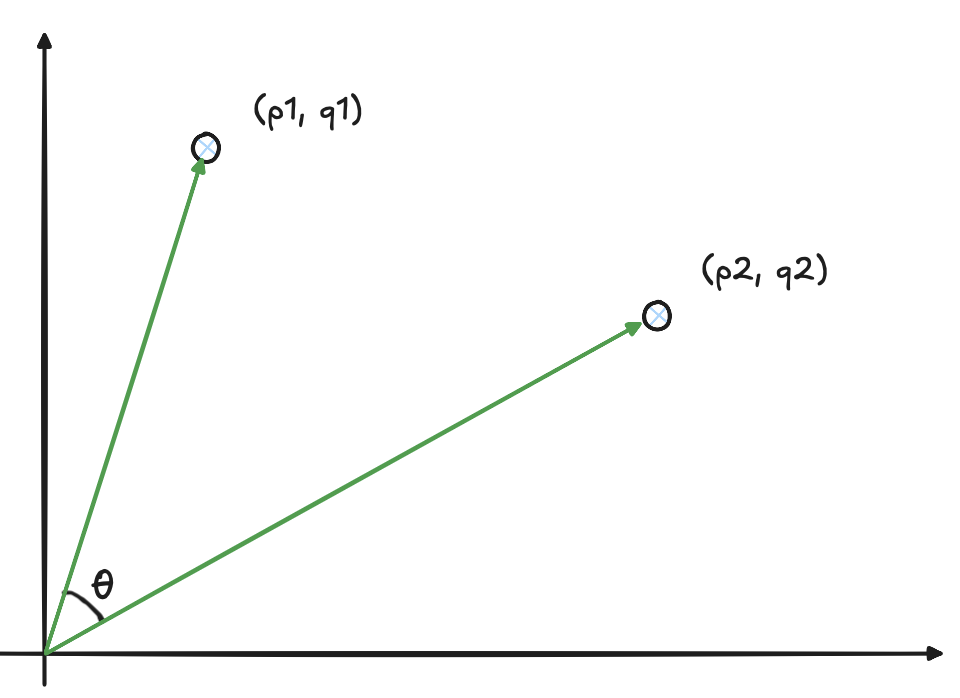 (p1, q1)
(p2, q2)
θ